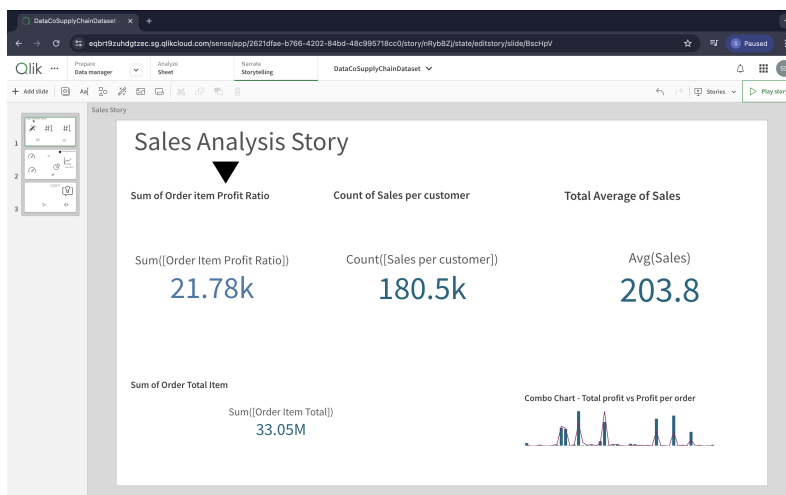 DataCoSupplyChainDataset -
eqbrt9zuhdgtzec.sg.qlikcloud.com/sense/app/2621dfae-b766-4202-84bd-48c995718cc0/story/nRybBZj/state/editstory/slide/BscHpV
S Paused
Qlik
Prepare
Data manager
Analyze
Sheet
Narrate
Storytelling
DataCoSupplyChainDataset
Add slide
Stories
Play story
Sales Story
1
2
3
Sales Analysis Story
Sum of Order item Profit Ratio
Count of Sales per customer
Total Average of Sales
Sum([Order Item Profit Ratio])
21.78k
Count([Sales per customer])
180.5k
Avg(Sales)
203.8
Sum of Order Total Item
Sum([Order Item Total])
33.05M
Combo Chart - Total profit vs Profit per order